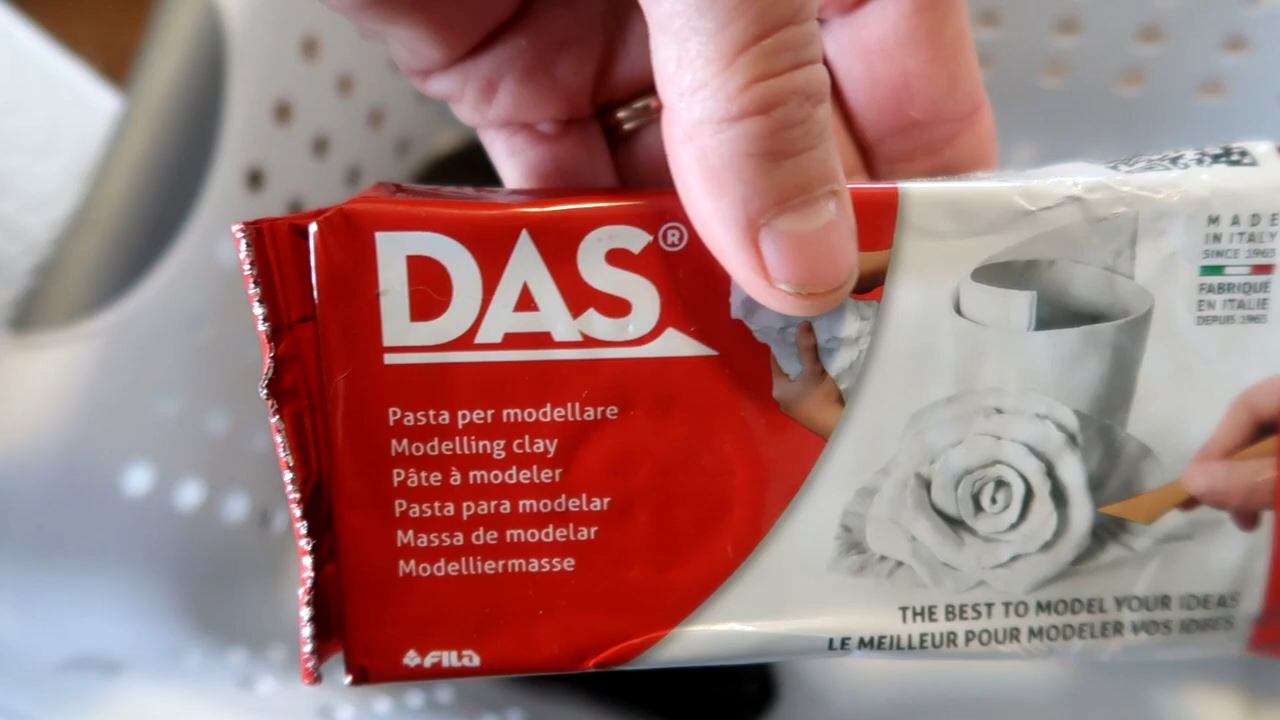 DAS®
Pasta per modellare
Modelling clay
Pâte à modeler
Pasta para modelar
Massa de modelar
Modelliermasse
FILA
MADE
IN ITALY
SINCE 1963
FABRIQUÉ
EN ITALIE
DEPUIS 1963
THE BEST TO MODEL YOUR IDEAS
LE MEILLEUR POUR MODELER VOS IDÉES